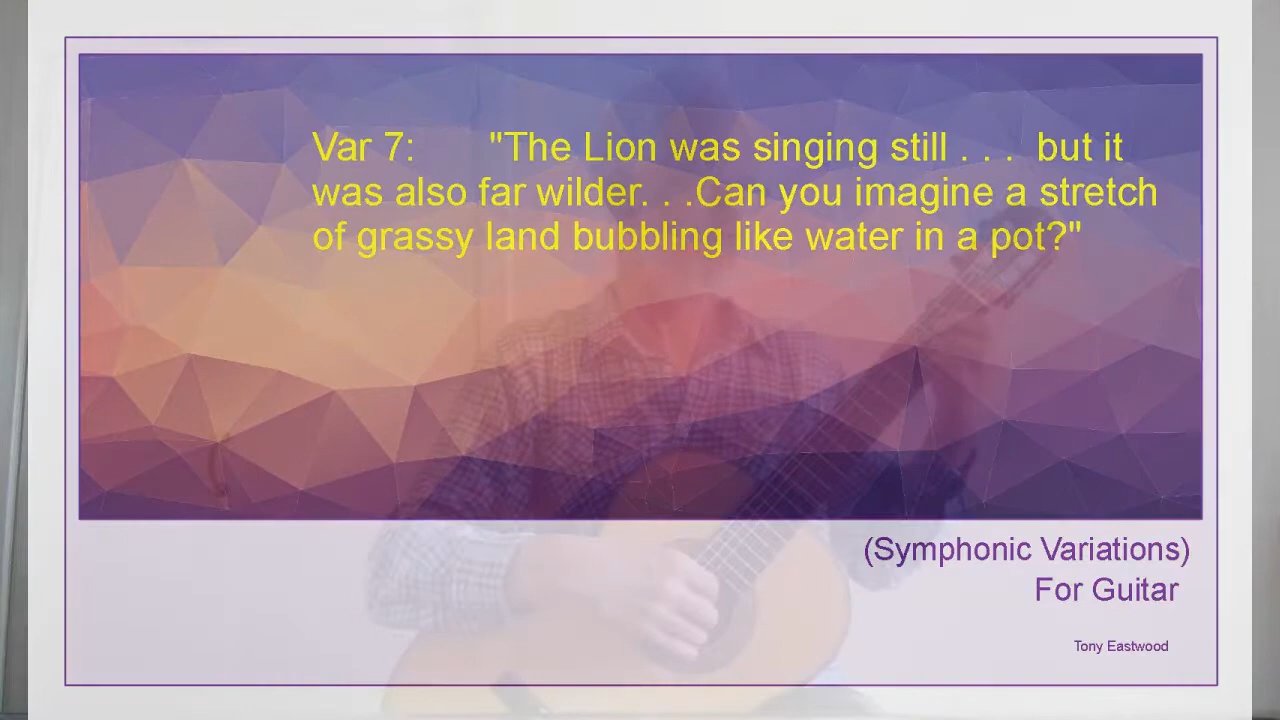 Var 7: "The Lion was singing still . . . but it
was also far wilder. . .Can you imagine a stretch
of grassy land bubbling like water in a pot?"
(Symphonic Variations)
For Guitar
Tony Eastwood